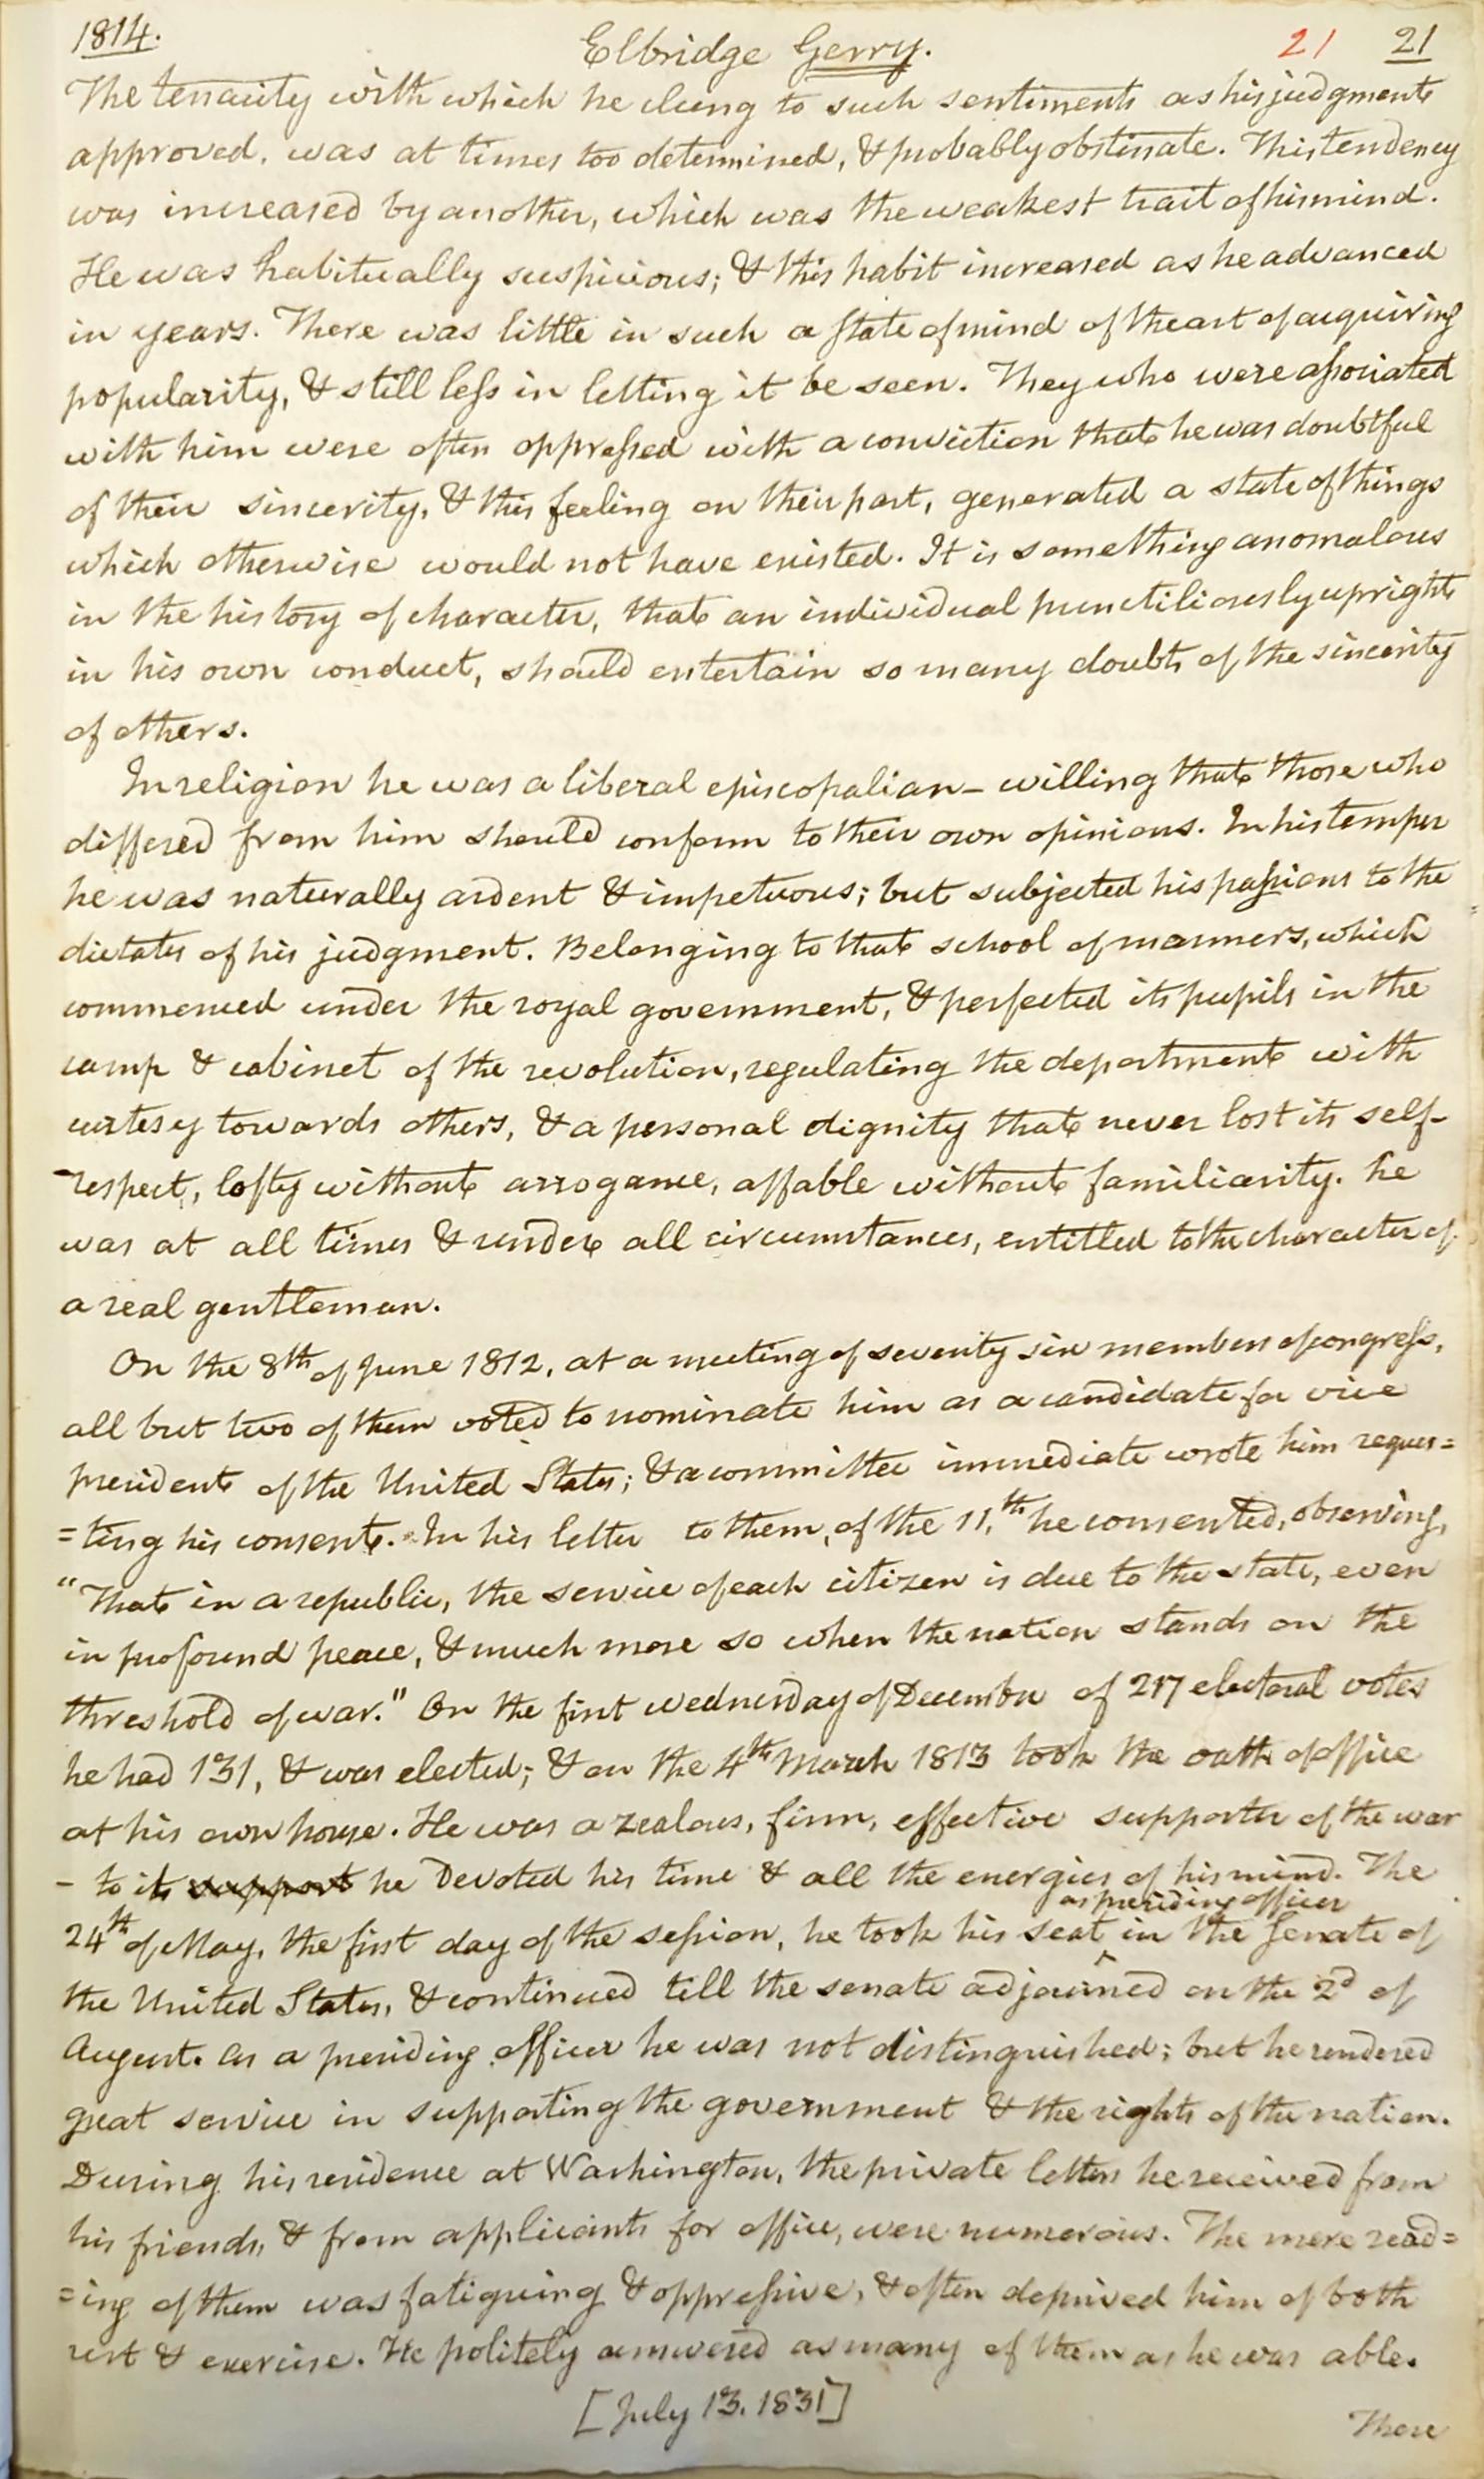 1814. Elbridge Gerry. 21 21
The tenacity with which he clung to such sentiments as his judgments
approved, was at times too determined, & probably obstinate. This tendency
was increased by another, which was the weakest trait of his mind.
He was habitually suspicious; & this habit increased as he advanced
in years. There was little in such a state of mind of the art of acquiring
popularity, & still less in letting it be seen. They who were associated
with him were often oppressed with a conviction that he was doubtful
of their sincerity, & this feeling on their part, generated a state of things
which otherwise would not have existed. It is something anomalous
in the history of character, that an individual punctiliously upright
in his own conduct, should entertain so many doubts of the sincerity
of others.
In religion he was a liberal episcopalian – willing that those who
differed from him should conform to their own opinions. In his temper
he was naturally ardent & impetuous; but subjected his passions to the
dictates of his judgment. Belonging to that school of manners, which
commenced under the royal government, & perfected its pupils in the
camp & cabinet of the revolution, regulating the deportment with
curtesy towards others, & a personal dignity that never lost its self-
-respect, lofty without arrogance, affable without familiarity. he
was at all times & under all circumstances, entitled to the character of
a real gentleman.
On the 8th of June 1812, at a meeting of seventy six members of congress,
all but two of them voted to nominate him as a candidate for vice
president of the United States; & a committee immediate wrote him reques=
=ting his consent. In his letter to them, of the 11.th he consented, observing,
"That in a republic, the service of each citizen is due to the state, even
in profound peace, & much more so when the nation stands on the
threshold of war." On the first wednesday of December of 217 electoral votes
he had 131, & was elected; & on the 4th March 1813 took the oath of office
at his own house. He was a zealous, firm, effective supporter of the war
– to its support he devoted his time & all the energies of his mind. The
as presiding officer
24th of May, the first day of the session, he took his seat ^ in the Senate of
the United States, & continued till the senate adjourned on the 2d of
August. As a presiding officer he was not distinguished; but he rendered
great service in supporting the government & the rights of the nation.
During his residence at Washington, the private letters he received from
his friends, & from applicants for office, were numerous. The mere read=
=ing of them was fatiguing & oppressive, & often deprived him of both
rest & exercise. He politely answered as many of them as he was able.
[July 13. 1831]
There